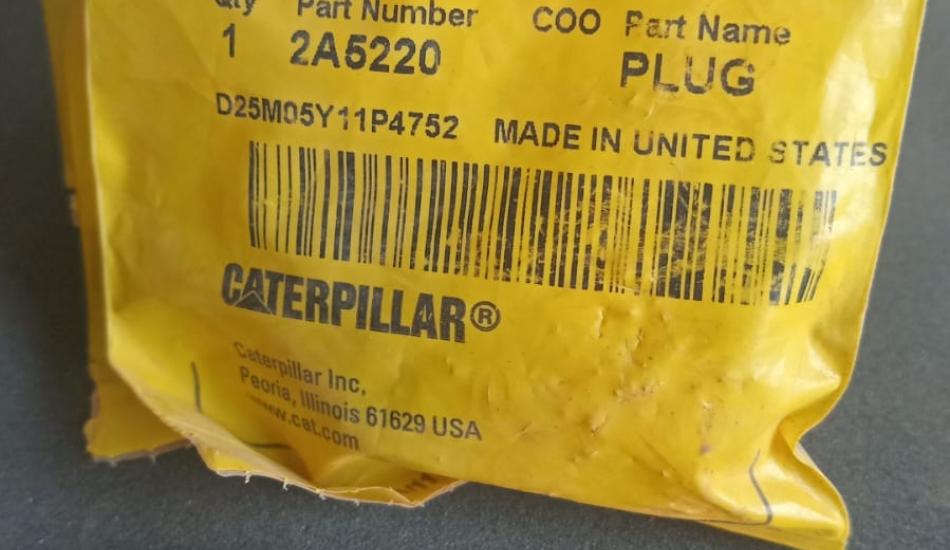 Qty Part Number COO Part Name
1 2A5220 PLUG
D25M05Y11P4752 MADE IN UNITED STATES
CATERPILLAR®
Caterpillar Inc.
Peoria, Illinois 61629 USA
www.cat.com